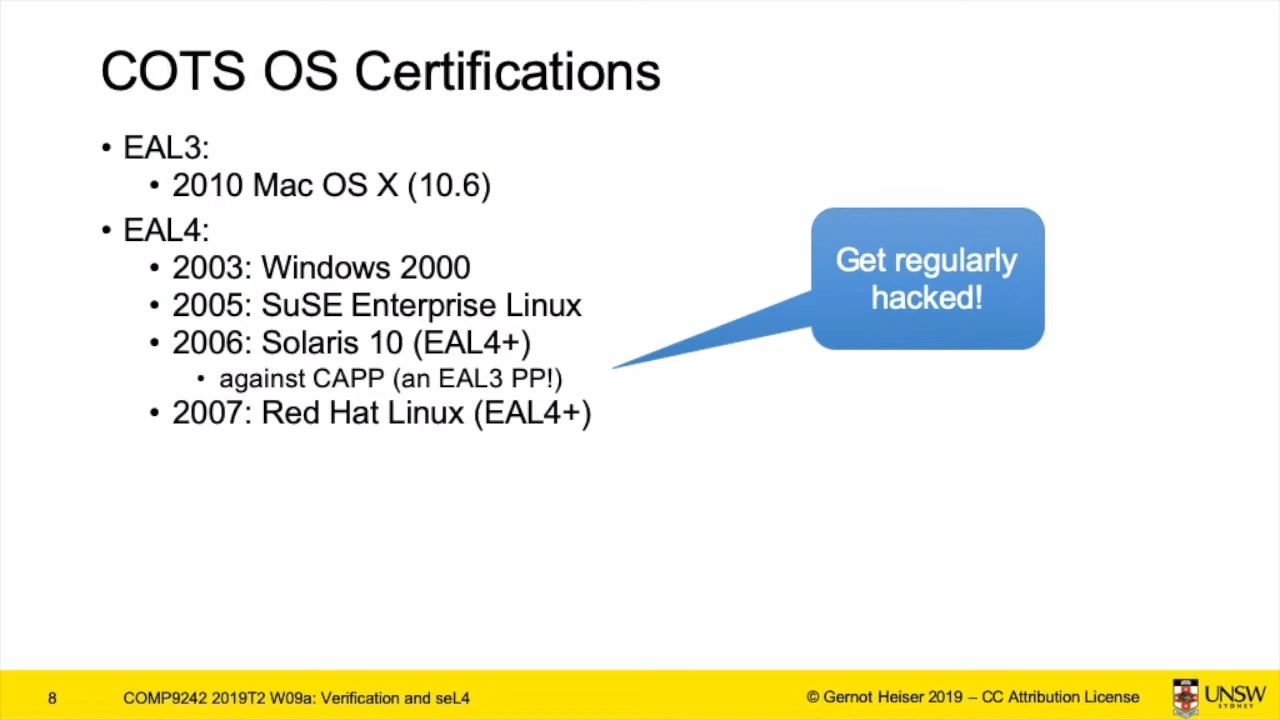 COTS OS Certifications
• EAL3:
• 2010 Mac OS X (10.6)
• EAL4:
• 2003: Windows 2000
• 2005: SuSE Enterprise Linux
• 2006: Solaris 10 (EAL4+)
• against CAPP (an EAL3 PP!)
• 2007: Red Hat Linux (EAL4+)
Get regularly
hacked!
8
COMP9242 2019T2 W09a: Verification and seL4
© Gernot Heiser 2019 – CC Attribution License
UNSW
SYDNEY